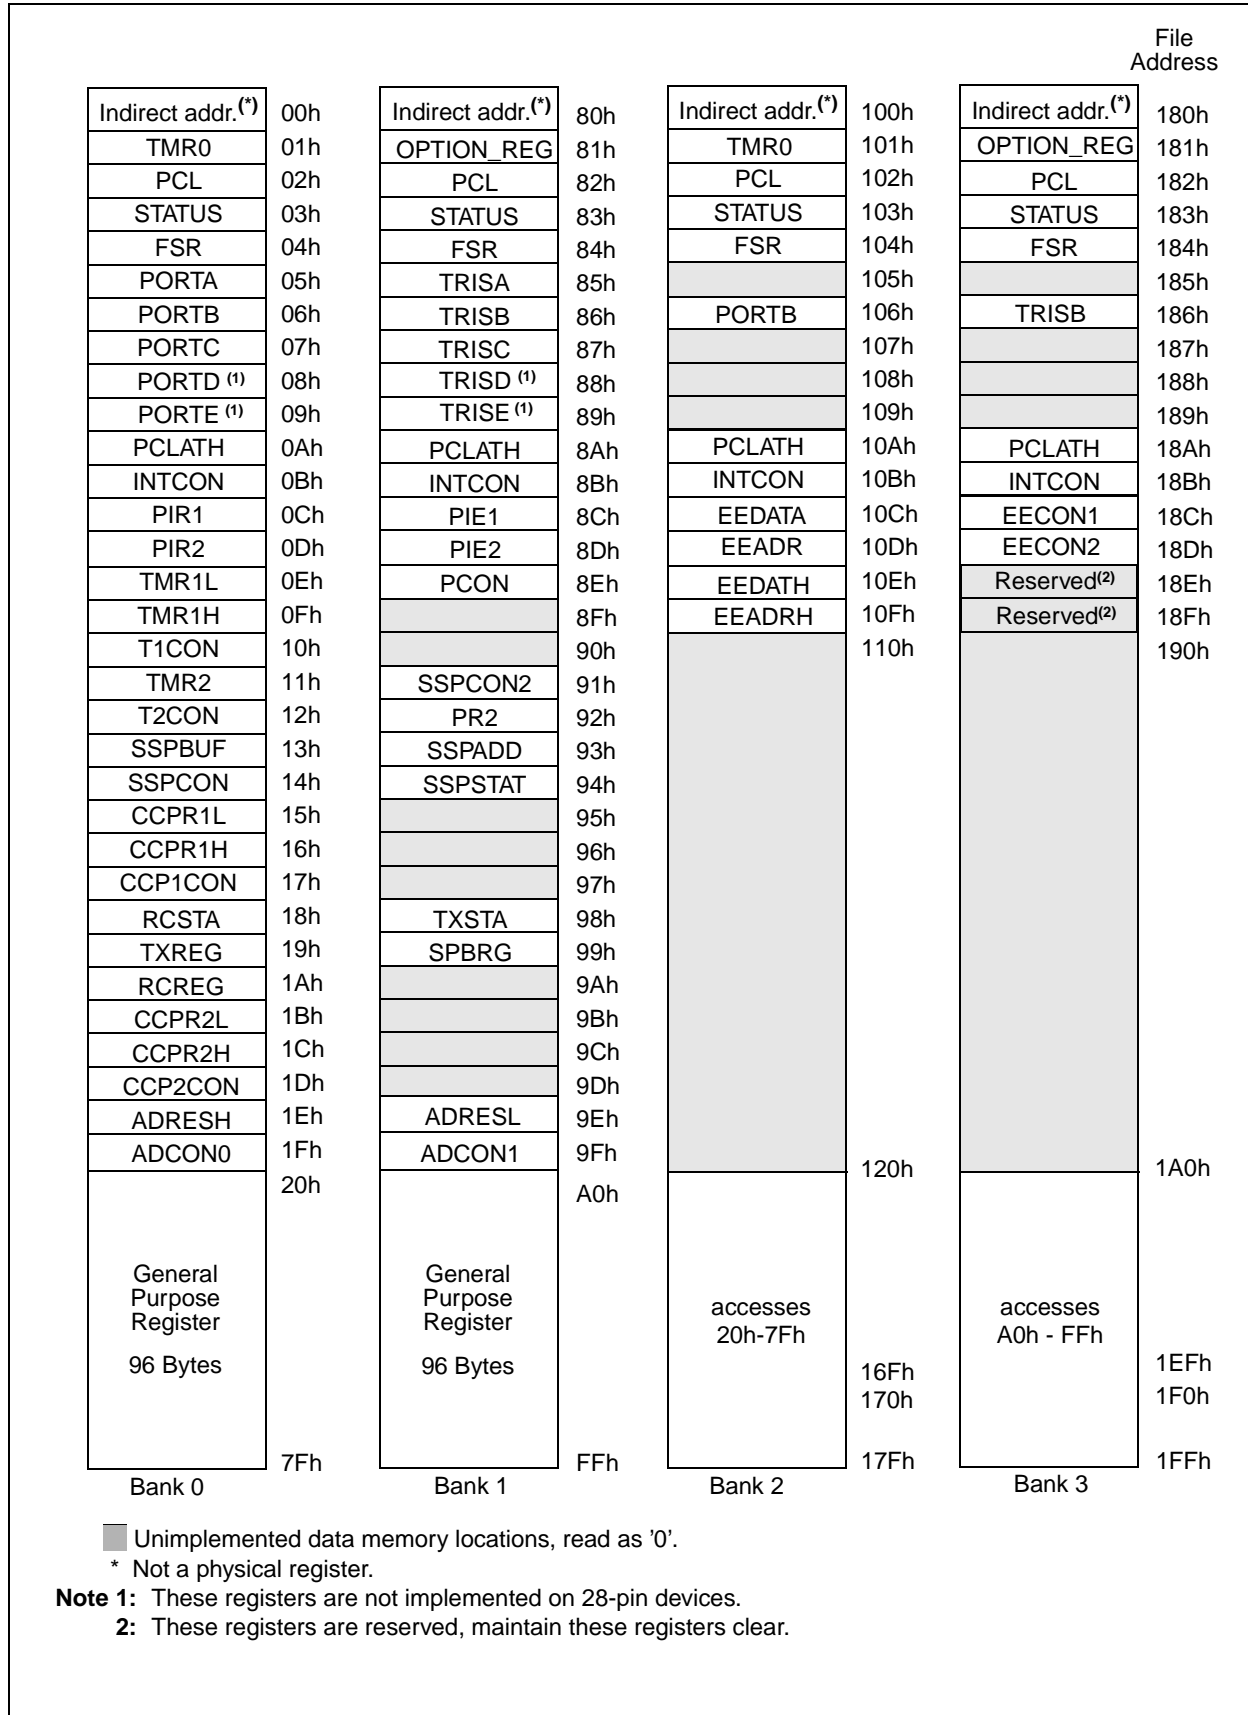 File
Address
Indirect addr.(*) 00h Indirect addr.(*) 80h Indirect addr.(*) 100h Indirect addr.(*) 180h
TMR0 01h OPTION_REG 81h TMR0 101h OPTION_REG 181h
PCL 02h PCL 82h PCL 102h PCL 182h
STATUS 03h STATUS 83h STATUS 103h STATUS 183h
FSR 04h FSR 84h FSR 104h FSR 184h
PORTA 05h TRISA 85h 105h 185h
PORTB 06h TRISB 86h PORTB 106h TRISB 186h
PORTC 07h TRISC 87h 107h 187h
PORTD (1) 08h TRISD (1) 88h 108h 188h
PORTE (1) 09h TRISE (1) 89h 109h 189h
PCLATH 0Ah PCLATH 8Ah PCLATH 10Ah PCLATH 18Ah
INTCON 0Bh INTCON 8Bh INTCON 10Bh INTCON 18Bh
PIR1 0Ch PIE1 8Ch EEDATA 10Ch EECON1 18Ch
PIR2 0Dh PIE2 8Dh EEADR 10Dh EECON2 18Dh
TMR1L 0Eh PCON 8Eh EEDATH 10Eh Reserved(2) 18Eh
TMR1H 0Fh 8Fh EEADRH 10Fh Reserved(2) 18Fh
T1CON 10h 90h 110h 190h
TMR2 11h SSPCON2 91h
T2CON 12h PR2 92h
SSPBUF 13h SSPADD 93h
SSPCON 14h SSPSTAT 94h
CCPR1L 15h 95h
CCPR1H 16h 96h
CCP1CON 17h 97h
RCSTA 18h TXSTA 98h
TXREG 19h SPBRG 99h
RCREG 1Ah 9Ah
CCPR2L 1Bh 9Bh
CCPR2H 1Ch 9Ch
CCP2CON 1Dh 9Dh
ADRESH 1Eh ADRESL 9Eh
ADCON0 1Fh ADCON1 9Fh
120h 1A0h
20h A0h
General General
Purpose Purpose
Register Register
accesses accesses
20h-7Fh A0h - FFh
96 Bytes 96 Bytes
16Fh 1EFh
170h 1F0h
7Fh FFh 17Fh 1FFh
Bank 0 Bank 1 Bank 2 Bank 3
Unimplemented data memory locations, read as '0'.
* Not a physical register.
Note 1: These registers are not implemented on 28-pin devices.
2: These registers are reserved, maintain these registers clear.